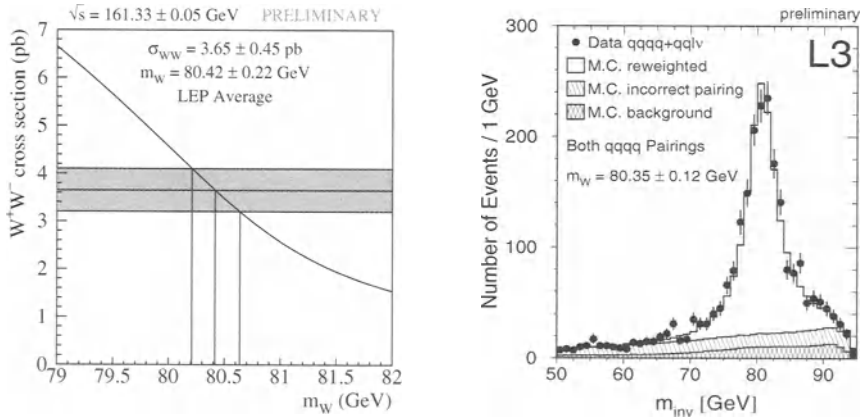 √s = 161.33 ± 0.05 GeV PRELIMINARY
σWW = 3.65 ± 0.45 pb
mW = 80.42 ± 0.22 GeV
LEP Average
W+W− cross section (pb)
7
6
5
4
3
2
1
0
79 79.5 80 80.5 81 81.5 82
mW (GeV)
preliminary
L3
Data qqqq+qqlν
M.C. reweighted
M.C. incorrect pairing
M.C. background
Both qqqq Pairings
mW = 80.35 ± 0.12 GeV
Number of Events / 1 GeV
300
200
100
0
50 60 70 80 90
minv [GeV]